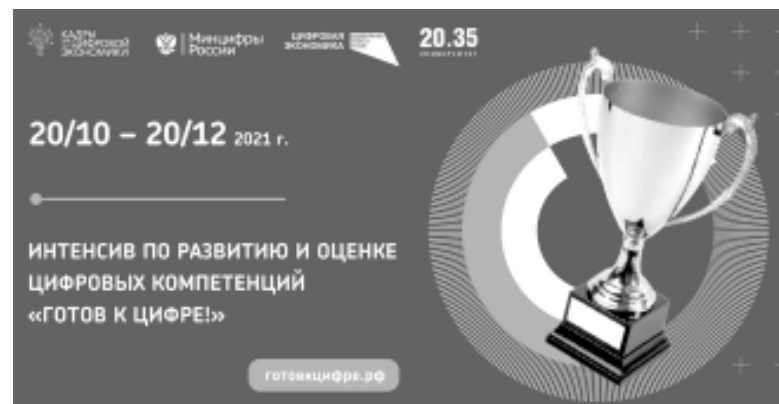 КАДРЫ
ДЛЯ ЦИФРОВОЙ
ЭКОНОМИКИ
Минцифры
России
ЦИФРОВАЯ
ЭКОНОМИКА
20.35
УНИВЕРСИТЕТ
20/10 – 20/12 2021 г.
ИНТЕНСИВ ПО РАЗВИТИЮ И ОЦЕНКЕ
ЦИФРОВЫХ КОМПЕТЕНЦИЙ
«ГОТОВ К ЦИФРЕ!»
готовкцифре.рф